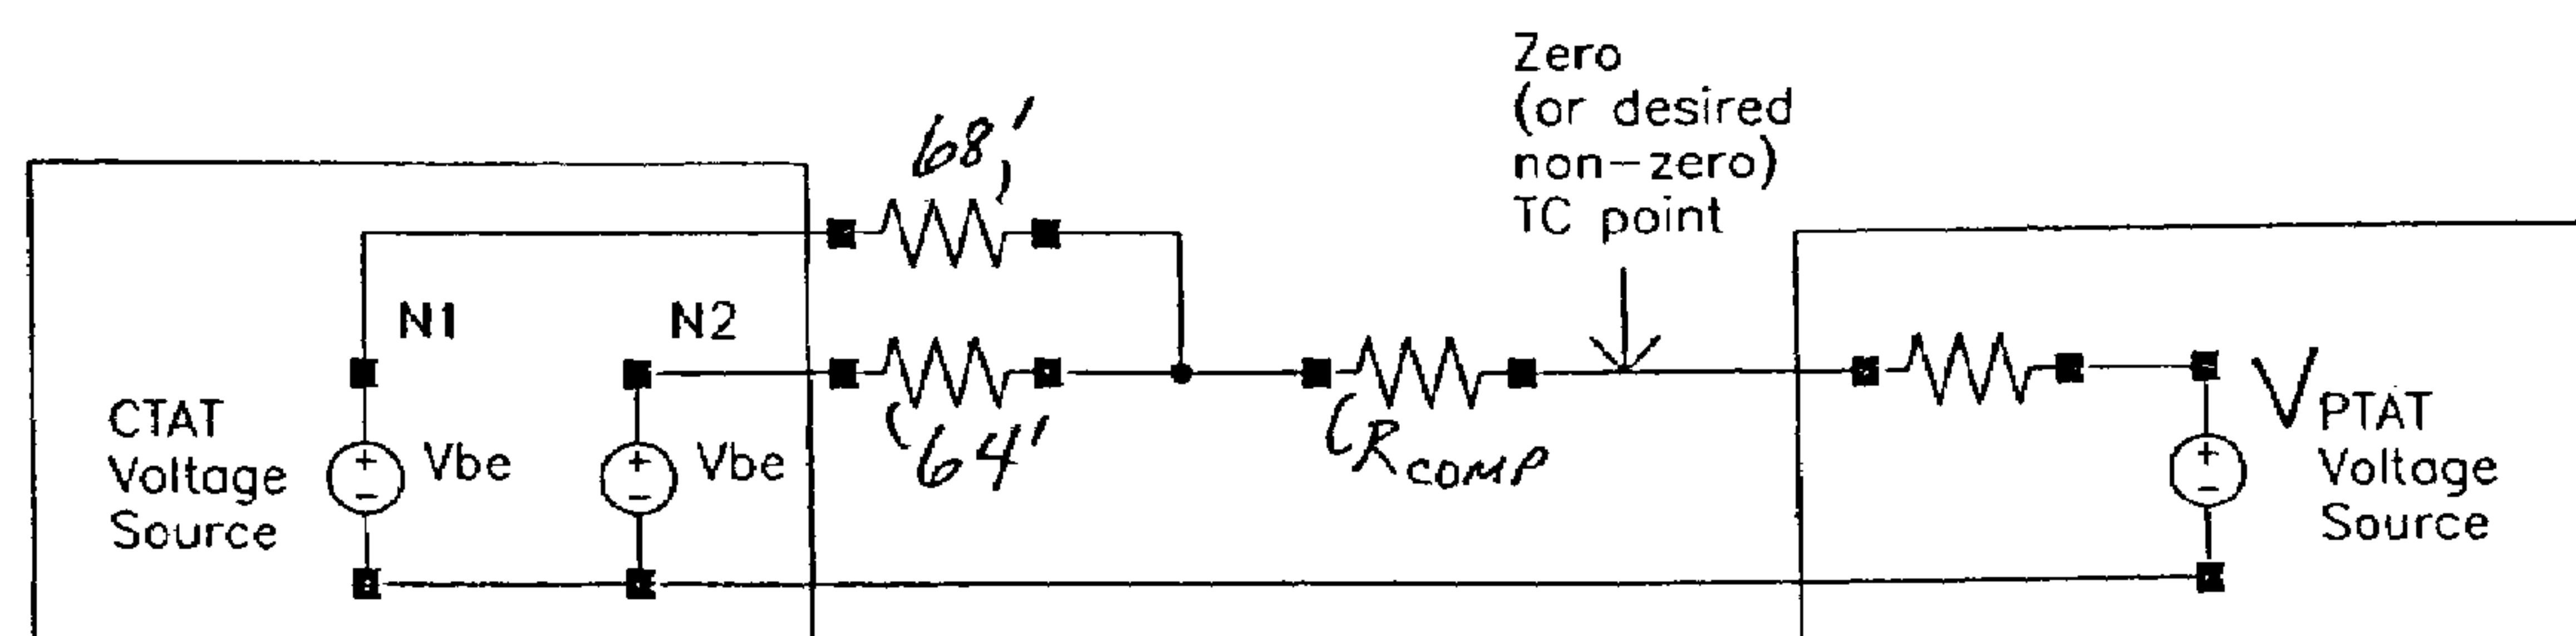 Zero
(or desired
non-zero)
TC point
68'
N1
N2
CTAT
Voltage
Source
Vbe
Vbe
64'
RCOMP
VPTAT
Voltage
Source